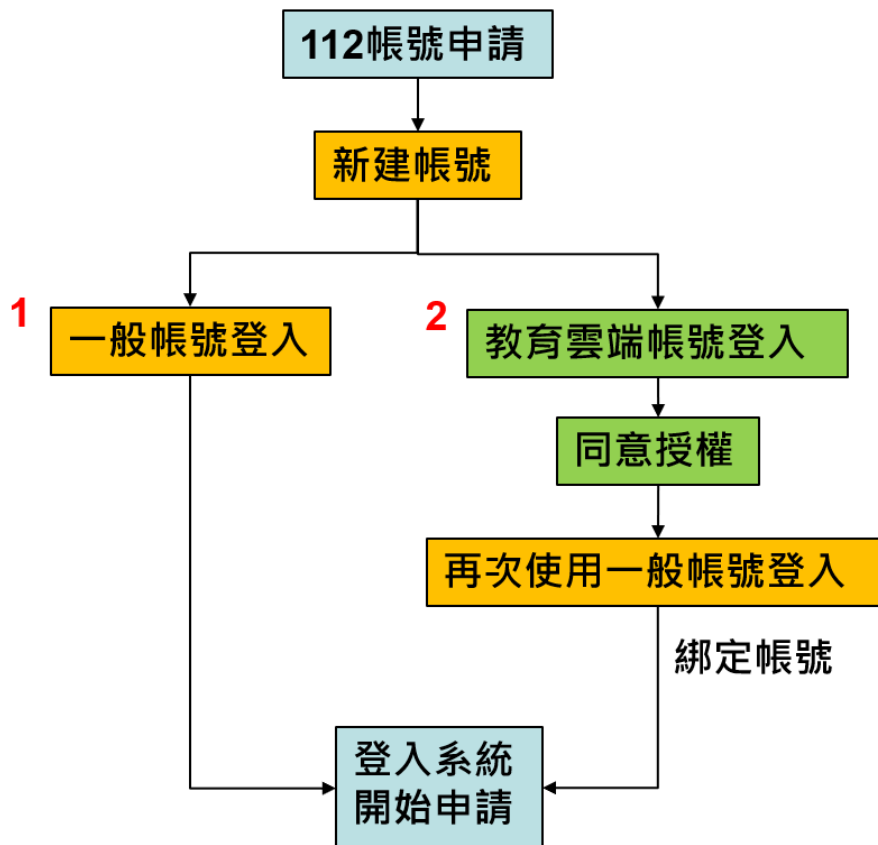 112帳號申請
新建帳號
1
一般帳號登入
2
教育雲端帳號登入
同意授權
再次使用一般帳號登入
綁定帳號
登入系統
開始申請